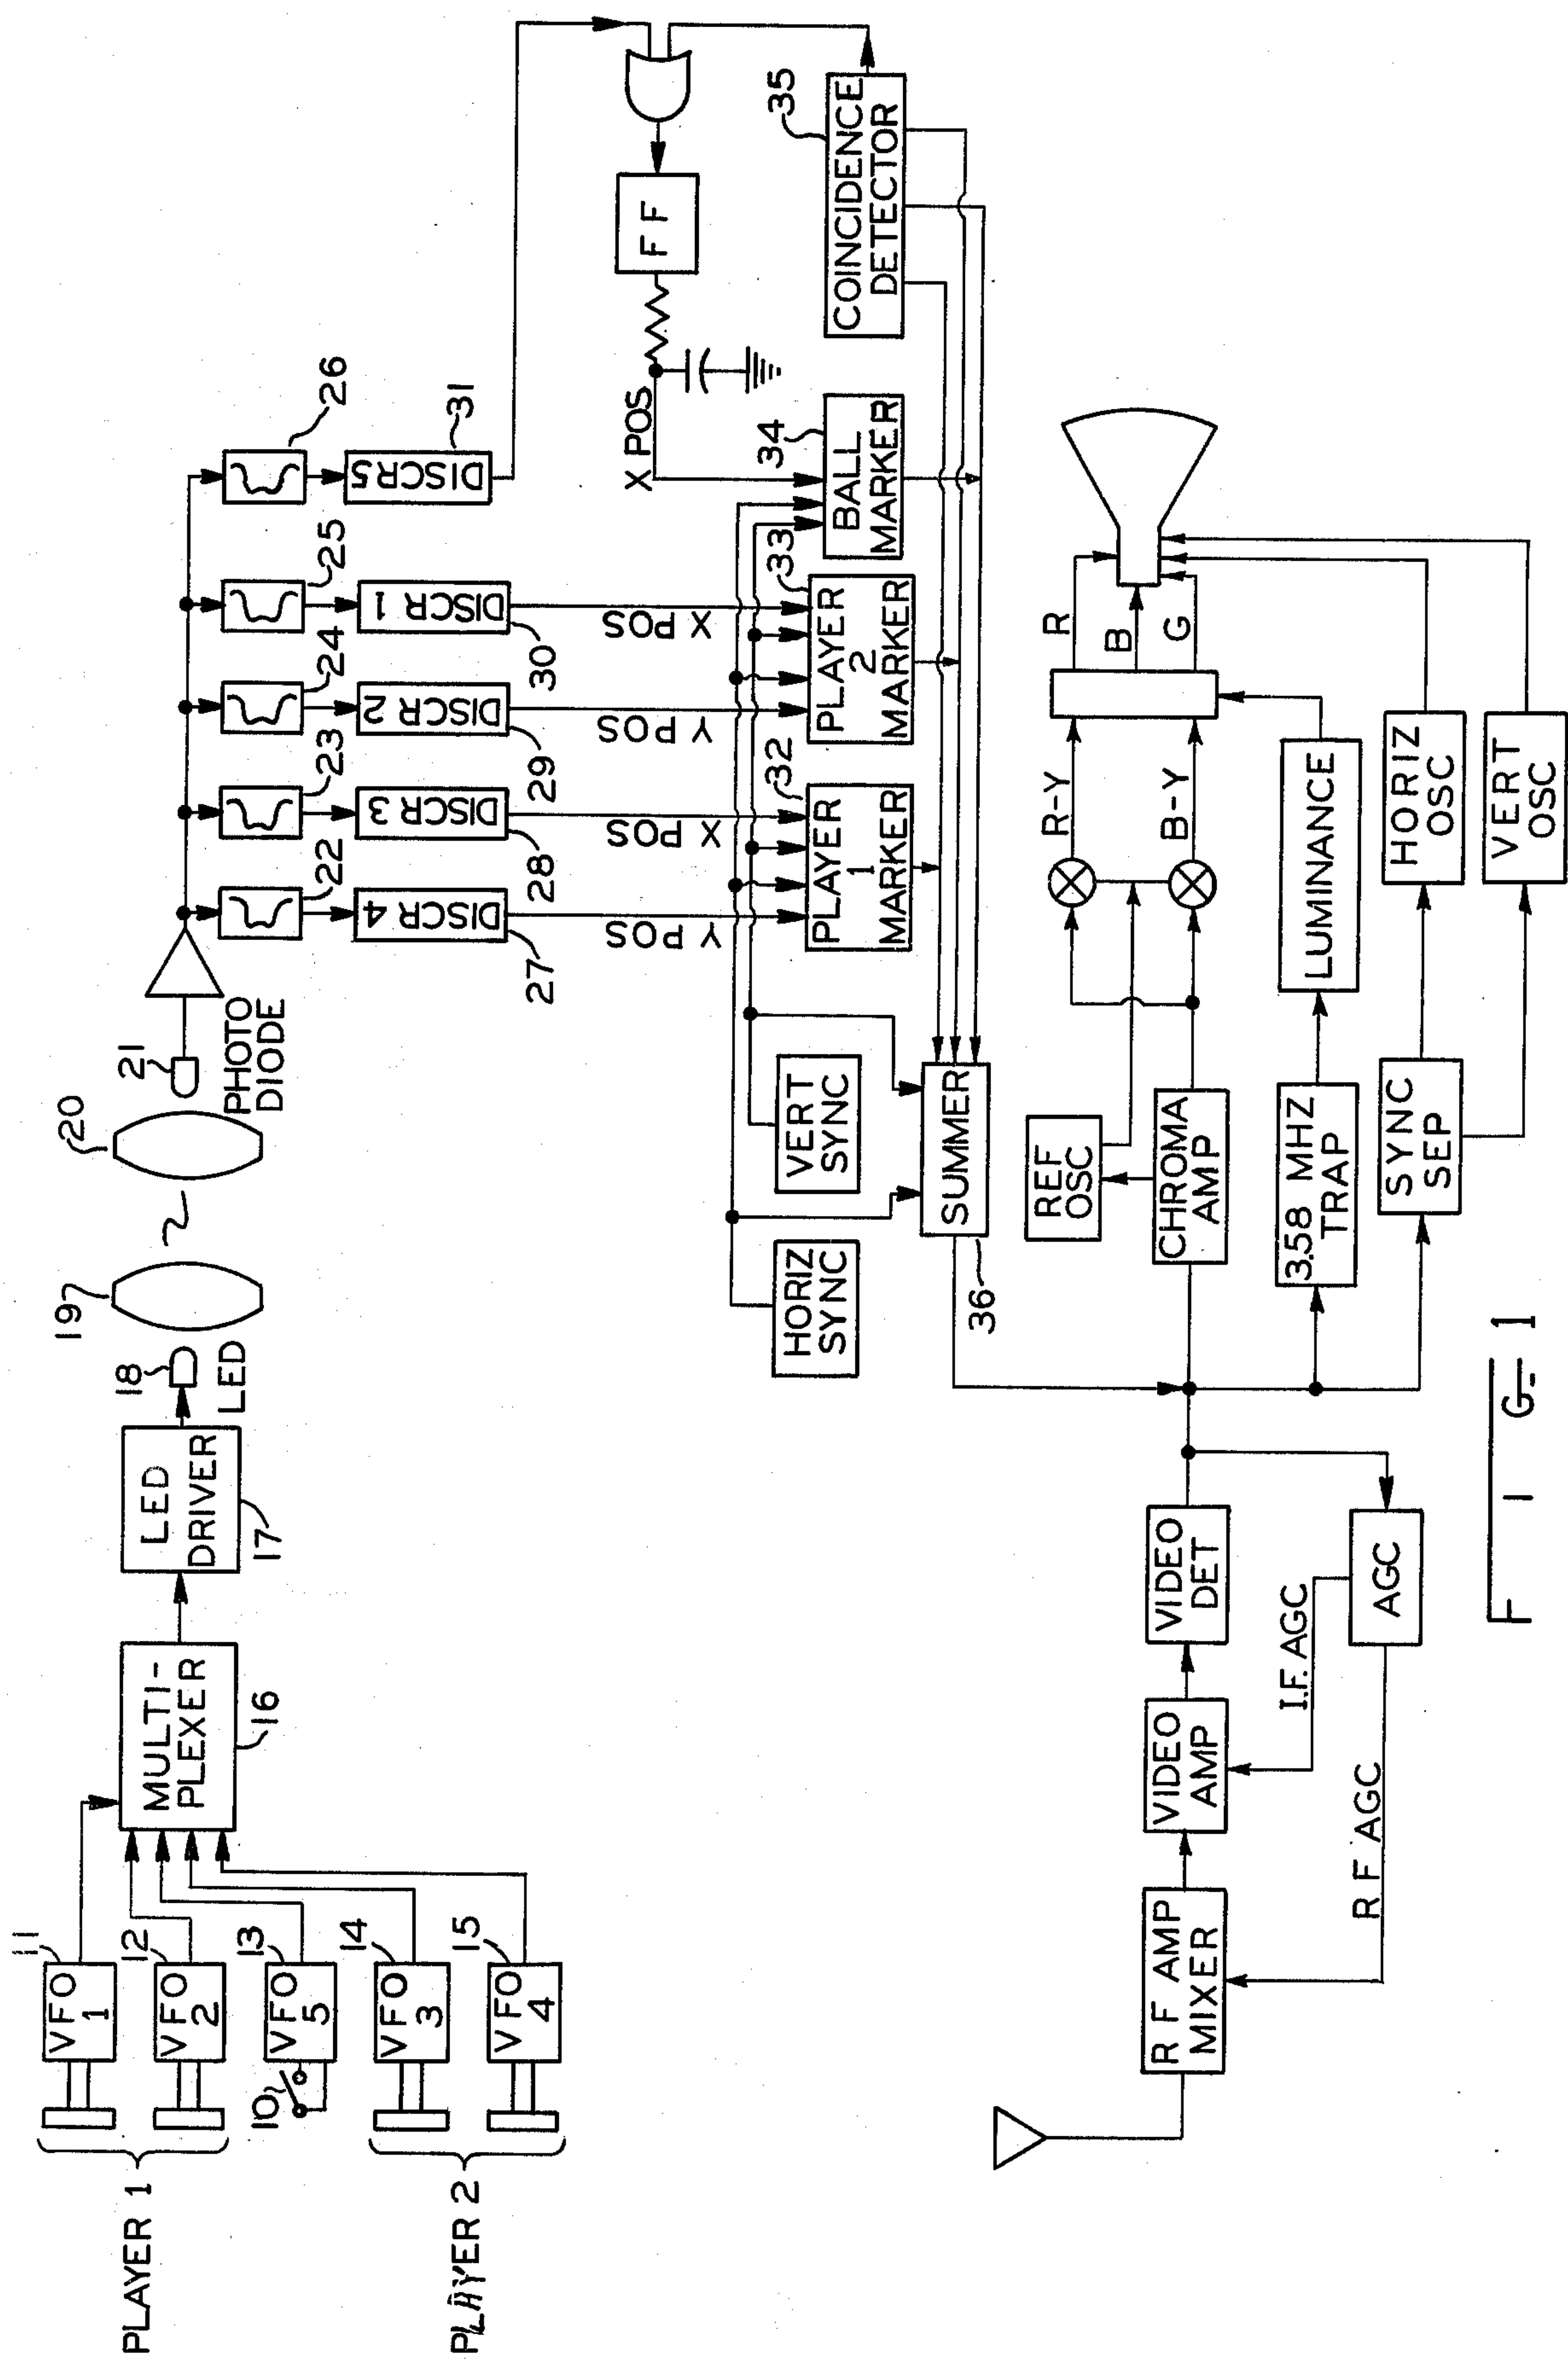 PLAYER 1
PLAYER 2
11
VFO
1
12
VFO
2
10
13
VFO
5
14
VFO
3
15
VFO
4
MULTI-
PLEXER
16
LED
DRIVER
17
18
LED
19
20
21
PHOTO
DIODE
22
23
24
25
26
DISCR 4
DISCR 3
DISCR 2
DISCR 1
DISCR5
27
28
29
30
31
Y POS
X POS
Y POS
X POS
X POS
FF
HORIZ
SYNC
VERT
SYNC
32
PLAYER
1
MARKER
33
PLAYER
2
MARKER
34
BALL
MARKER
35
COINCIDENCE
DETECTOR
SUMMER
36
RF AMP
MIXER
VIDEO
AMP
VIDEO
DET
I.F. AGC
RF AGC
AGC
REF
OSC
CHROMA
AMP
3.58 MHZ
TRAP
SYNC
SEP
R-Y
B-Y
LUMINANCE
HORIZ
OSC
VERT
OSC
R
B
G
FIG-1